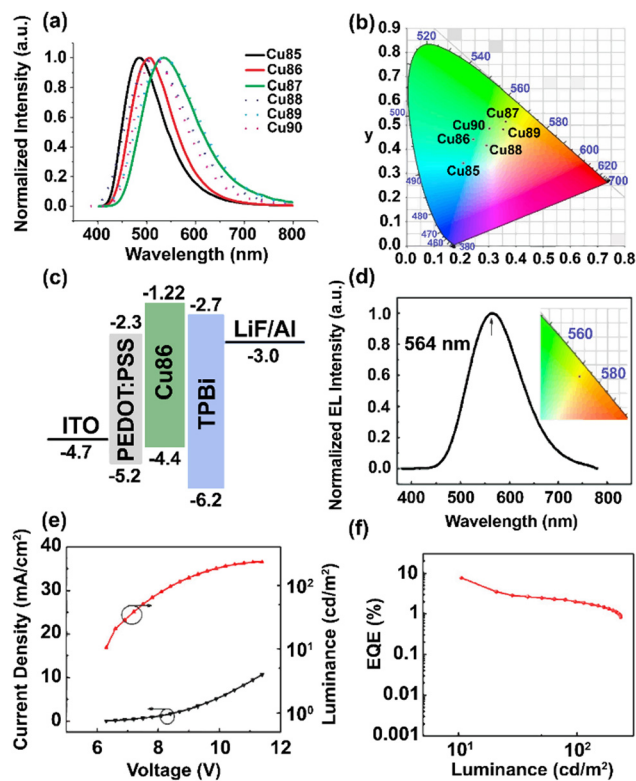 (a)
Normalized Intensity (a.u.)
1.0
0.8
0.6
0.4
0.2
0.0
Cu85
Cu86
Cu87
Cu88
Cu89
Cu90
400 500 600 700 800
Wavelength (nm)
(b)
y
0.9
0.8
0.7
0.6
0.5
0.4
0.3
0.2
0.1
0.0
520
540
560
500
580
600
620
700
490
480
470
460
380
Cu87
Cu90
Cu89
Cu86
Cu88
Cu85
0.0 0.1 0.2 0.3 0.4 0.5 0.6 0.7 0.8
(c)
-1.22
-2.3
-2.7
LiF/Al
-3.0
PEDOT:PSS
Cu86
TPBi
ITO
-4.7
-4.4
-5.2
-6.2
(d)
Normalized EL Intensity (a.u.)
1.0
0.8
0.6
0.4
0.2
0.0
564 nm
560
580
400 500 600 700 800
Wavelength (nm)
(e)
Current Density (mA/cm²)
40
35
30
25
20
15
10
5
0
Luminance (cd/m²)
10²
10¹
10⁰
6 8 10 12 14
Voltage (V)
(f)
EQE (%)
10
1
0.1
0.01
0.001
10¹ 10²
Luminance (cd/m²)